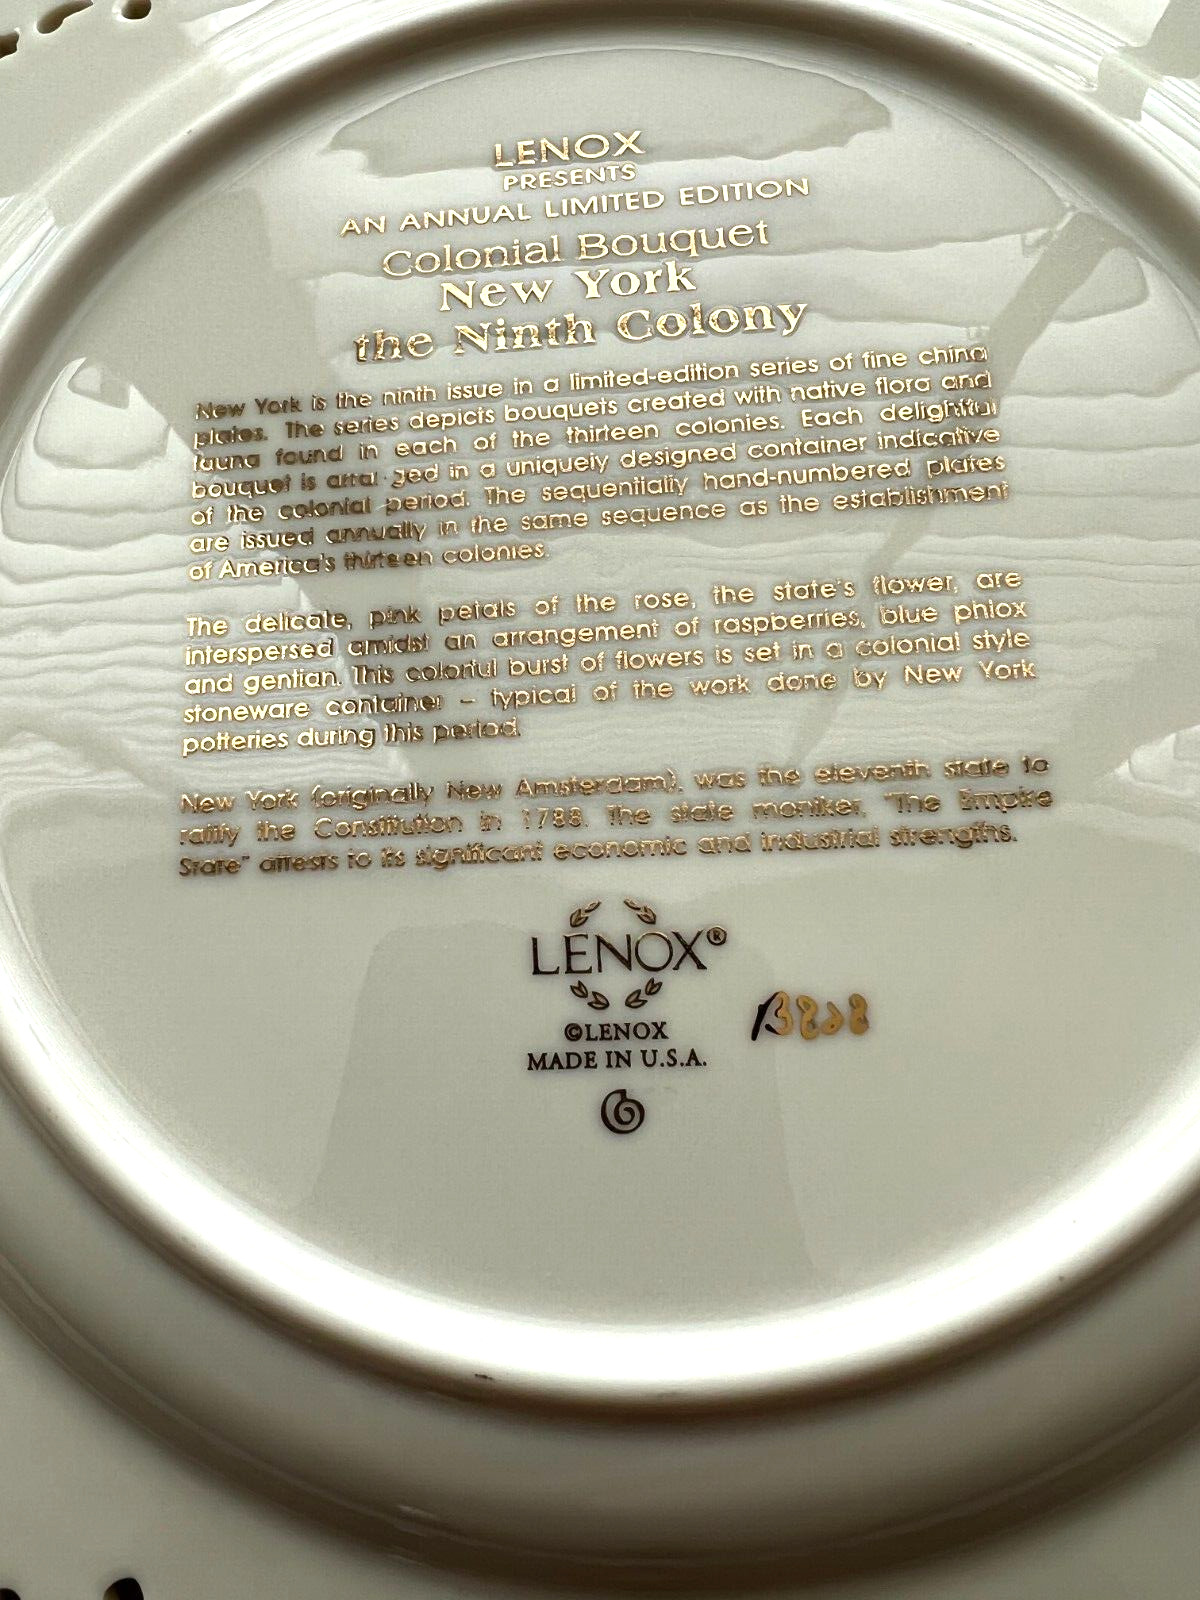 LENOX
PRESENTS
AN ANNUAL LIMITED EDITION
Colonial Bouquet
New York
the Ninth Colony
New York is the ninth issue in a limited-edition series of fine china
plates. The series depicts bouquets created with native flora and
fauna found in each of the thirteen colonies. Each delightful
bouquet is arranged in a uniquely designed container indicative
of the colonial period. The sequentially hand-numbered plates
are issued annually in the same sequence as the establishment
of America's thirteen colonies.
The delicate, pink petals of the rose, the state's flower, are
interspersed amidst an arrangement of raspberries, blue phlox
and gentian. This colorful burst of flowers is set in a colonial style
stoneware container – typical of the work done by New York
potteries during this period.
New York (originally New Amsterdam), was the eleventh state to
ratify the Constitution in 1788. The state moniker, "The Empire
State" attests to its significant economic and industrial strengths.
LENOX®
©LENOX
MADE IN U.S.A.